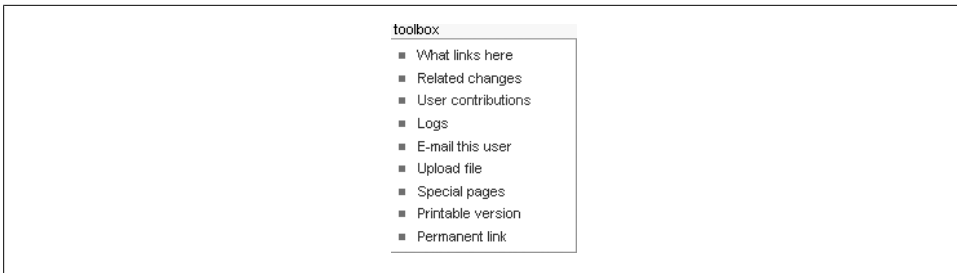 toolbox
What links here
Related changes
User contributions
Logs
E-mail this user
Upload file
Special pages
Printable version
Permanent link